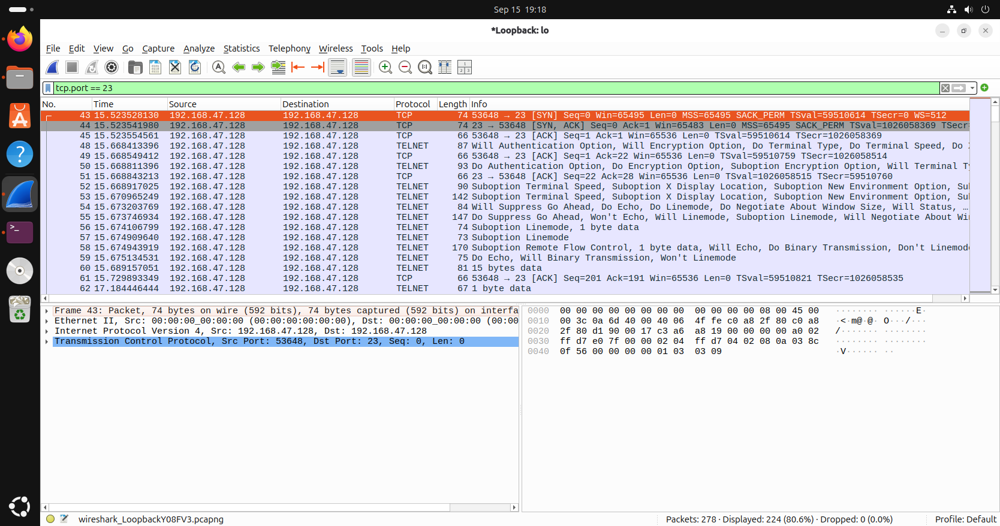 Sep 15 19:18
*Loopback: lo
File Edit View Go Capture Analyze Statistics Telephony Wireless Tools Help
tcp.port == 23
No. Time Source Destination Protocol Length Info
43 15.523528130 192.168.47.128 192.168.47.128 TCP 74 53648 → 23 [SYN] Seq=0 Win=65495 Len=0 MSS=65495 SACK_PERM TSval=59510614 TSecr=0 WS=512
44 15.523541980 192.168.47.128 192.168.47.128 TCP 74 23 → 53648 [SYN, ACK] Seq=0 Ack=1 Win=65483 Len=0 MSS=65495 SACK_PERM TSval=1026058369 TSecr=
45 15.523554561 192.168.47.128 192.168.47.128 TCP 66 53648 → 23 [ACK] Seq=1 Ack=1 Win=65536 Len=0 TSval=59510614 TSecr=1026058369
48 15.668413396 192.168.47.128 192.168.47.128 TELNET 87 Will Authentication Option, Will Encryption Option, Do Terminal Type, Do Terminal Speed, Do
49 15.668549412 192.168.47.128 192.168.47.128 TCP 66 53648 → 23 [ACK] Seq=1 Ack=22 Win=65536 Len=0 TSval=59510759 TSecr=1026058514
50 15.668811396 192.168.47.128 192.168.47.128 TELNET 93 Do Authentication Option, Do Encryption Option, Suboption Encryption Option, Will Terminal
51 15.668843213 192.168.47.128 192.168.47.128 TCP 66 23 → 53648 [ACK] Seq=22 Ack=28 Win=65536 Len=0 TSval=1026058515 TSecr=59510760
52 15.668917025 192.168.47.128 192.168.47.128 TELNET 90 Suboption Terminal Speed, Suboption X Display Location, Suboption New Environment Option,
53 15.670965249 192.168.47.128 192.168.47.128 TELNET 142 Suboption Terminal Speed, Suboption X Display Location, Suboption New Environment Option,
54 15.673203769 192.168.47.128 192.168.47.128 TELNET 84 Will Suppress Go Ahead, Do Echo, Do Linemode, Do Negotiate About Window Size, Will Status, …
55 15.673746934 192.168.47.128 192.168.47.128 TELNET 147 Do Suppress Go Ahead, Won't Echo, Will Linemode, Suboption Linemode, Will Negotiate About
56 15.674106799 192.168.47.128 192.168.47.128 TELNET 74 Suboption Linemode, 1 byte data
57 15.674909640 192.168.47.128 192.168.47.128 TELNET 73 Suboption Linemode
58 15.674943919 192.168.47.128 192.168.47.128 TELNET 170 Suboption Remote Flow Control, 1 byte data, Will Echo, Do Binary Transmission, Don't
59 15.675134531 192.168.47.128 192.168.47.128 TELNET 75 Do Echo, Will Binary Transmission, Won't Linemode
60 15.689157051 192.168.47.128 192.168.47.128 TELNET 81 15 bytes data
61 15.729893349 192.168.47.128 192.168.47.128 TCP 66 53648 → 23 [ACK] Seq=201 Ack=191 Win=65536 Len=0 TSval=59510821 TSecr=1026058535
62 17.184446444 192.168.47.128 192.168.47.128 TELNET 67 1 byte data
Frame 43: Packet, 74 bytes on wire (592 bits), 74 bytes captured (592 bits) on interfa
Ethernet II, Src: 00:00:00_00:00:00 (00:00:00:00:00:00), Dst: 00:00:00_00:00:00 (00:00
Internet Protocol Version 4, Src: 192.168.47.128, Dst: 192.168.47.128
Transmission Control Protocol, Src Port: 53648, Dst Port: 23, Seq: 0, Len: 0
0000 00 00 00 00 00 00 00 00 00 00 00 00 08 00 45 00 ········ ······E·
0010 00 3c 0a 6d 40 00 40 06 4f fe c0 a8 2f 80 c0 a8 ·<·m@·@· O···/···
0020 2f 80 d1 90 00 17 c3 a6 a8 19 00 00 00 00 a0 02 /······· ········
0030 ff d7 e0 7f 00 00 02 04 ff d7 04 02 08 0a 03 8c ········ ········
0040 0f 56 00 00 00 00 01 03 03 09 ·V······ ··
wireshark_LoopbackY08FV3.pcapng Packets: 278 · Displayed: 224 (80.6%) · Dropped: 0 (0.0%) Profile: Default